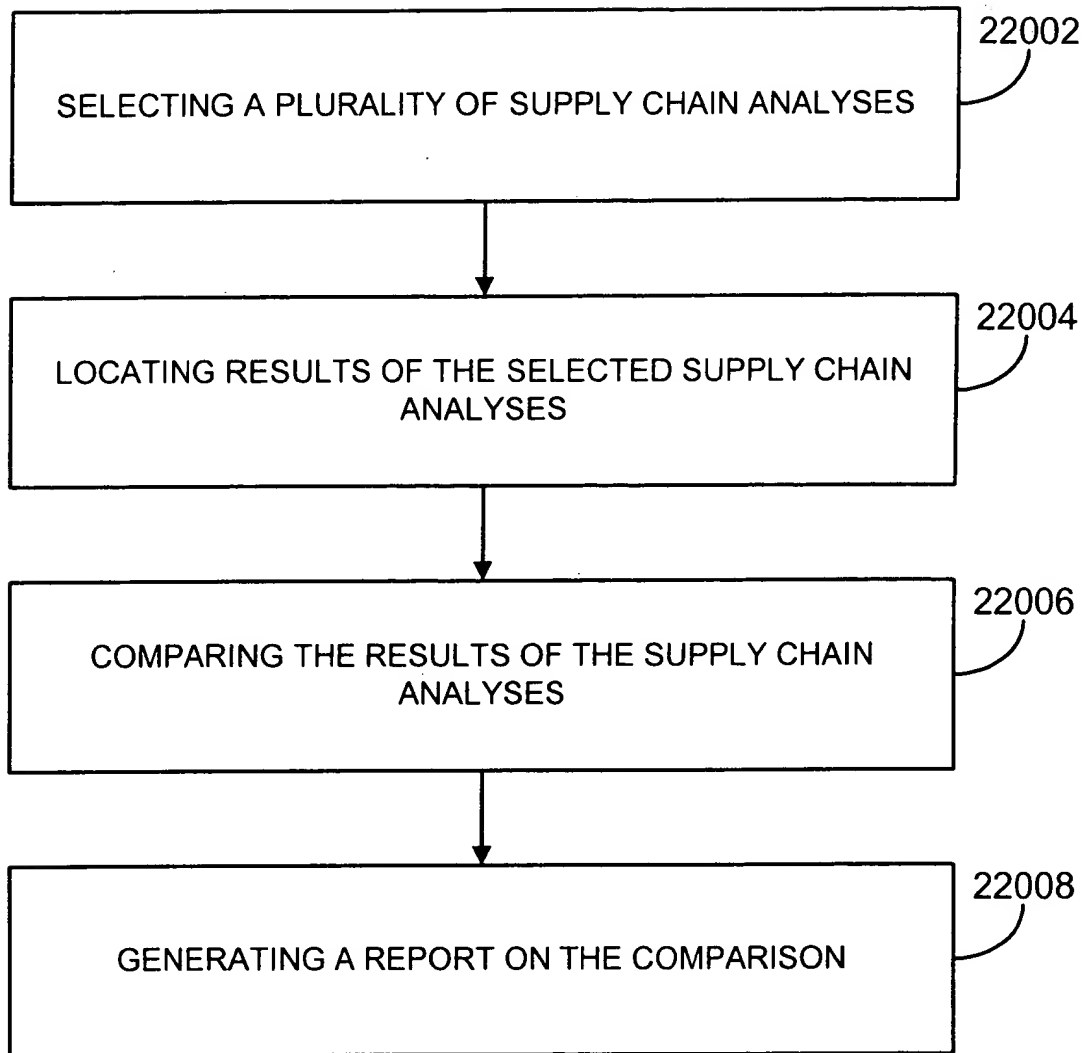 22002
SELECTING A PLURALITY OF SUPPLY CHAIN ANALYSES
22004
LOCATING RESULTS OF THE SELECTED SUPPLY CHAIN
ANALYSES
22006
COMPARING THE RESULTS OF THE SUPPLY CHAIN
ANALYSES
22008
GENERATING A REPORT ON THE COMPARISON